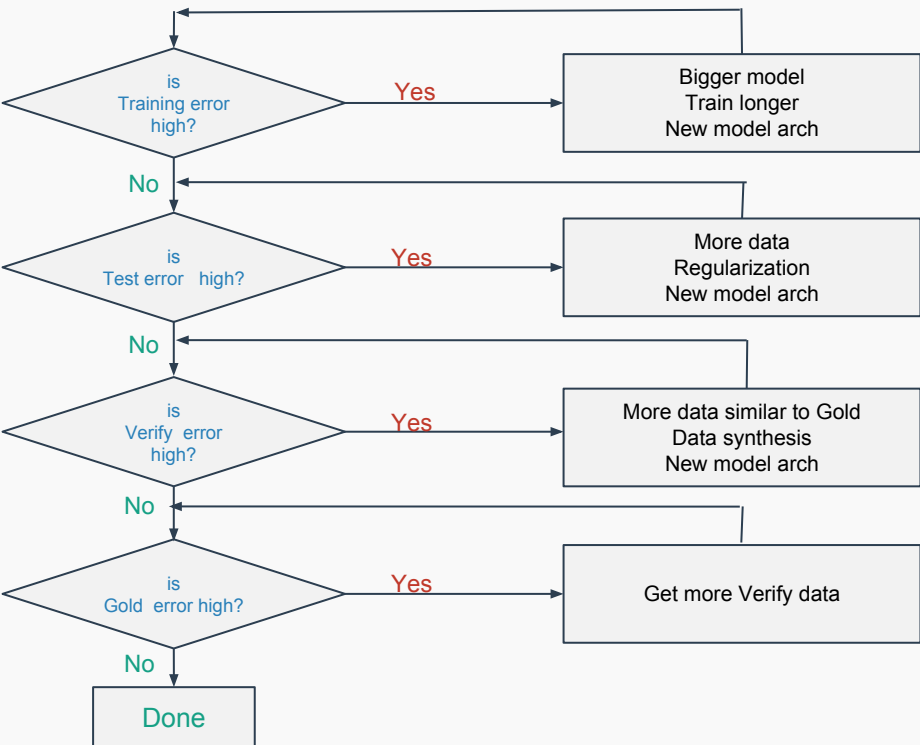 is
Training error
high?
Yes
Bigger model
Train longer
New model arch
No
is
Test error high?
Yes
More data
Regularization
New model arch
No
is
Verify error
high?
Yes
More data similar to Gold
Data synthesis
New model arch
No
is
Gold error high?
Yes
Get more Verify data
No
Done